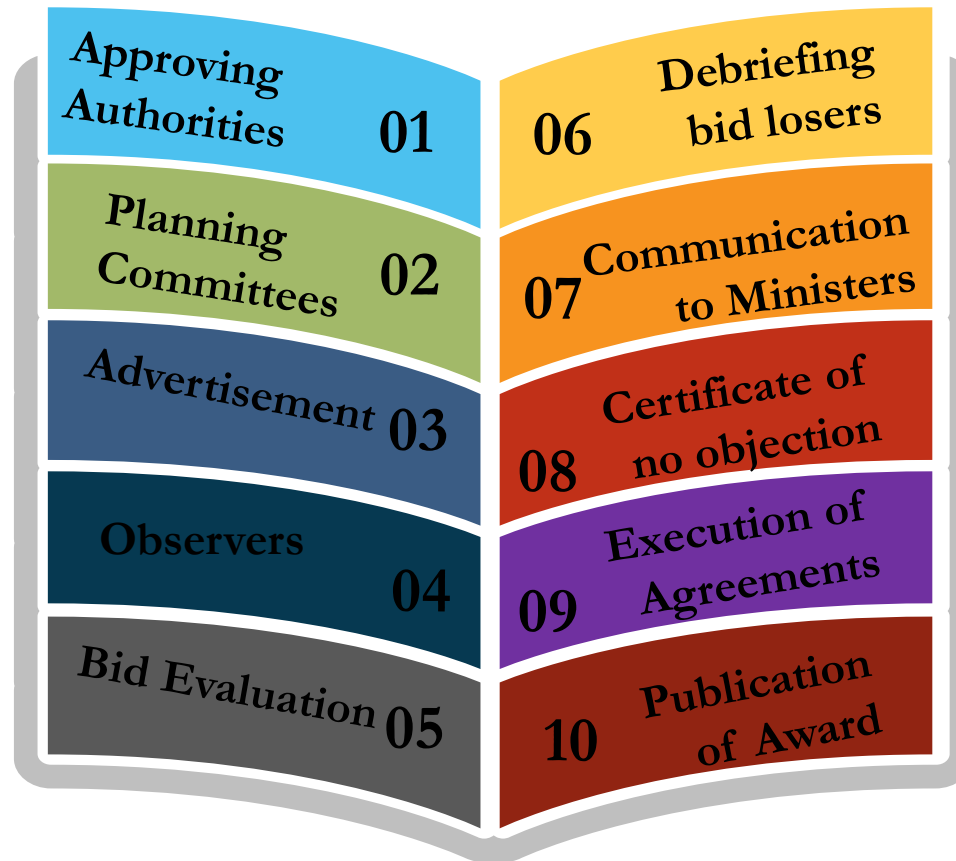 Approving
Authorities
01
Planning
Committees
02
Advertisement
03
Observers
04
Bid Evaluation
05
06
Debriefing
bid losers
07
Communication
to Ministers
08
Certificate of
no objection
09
Execution of
Agreements
10
Publication
of Award